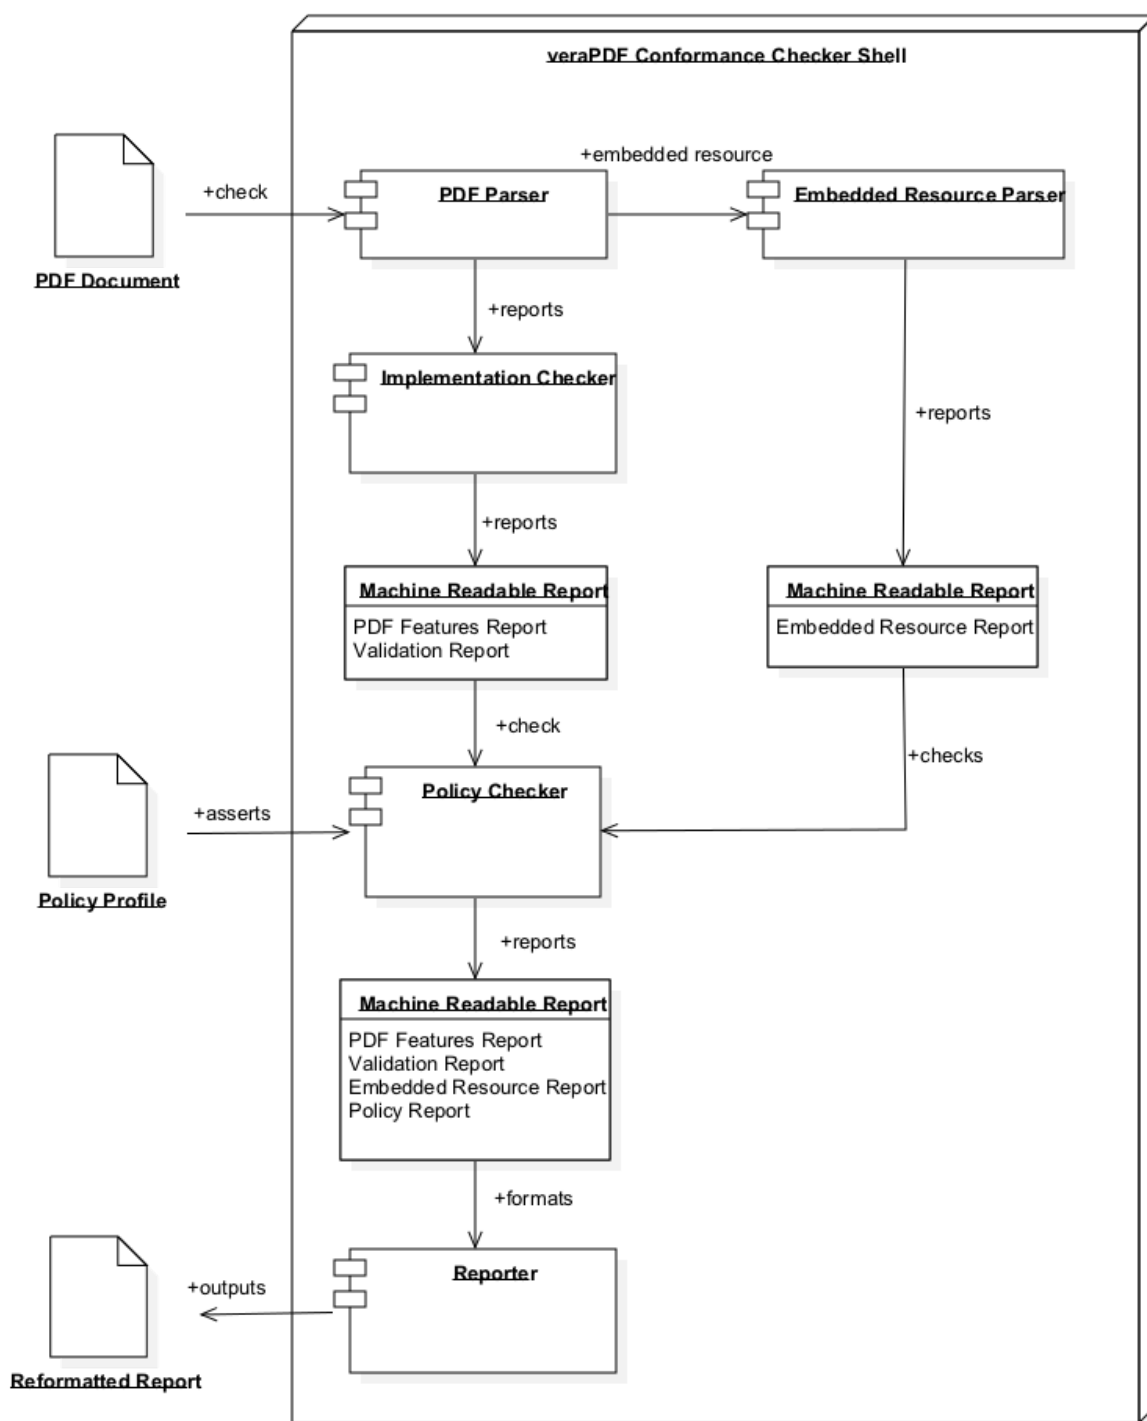 veraPDF Conformance Checker Shell
+embedded resource
+check
PDF Parser
Embedded Resource Parser
PDF Document
+reports
Implementation Checker
+reports
+reports
Machine Readable Report
PDF Features Report
Validation Report
Machine Readable Report
Embedded Resource Report
+check
+checks
Policy Checker
+asserts
Policy Profile
+reports
Machine Readable Report
PDF Features Report
Validation Report
Embedded Resource Report
Policy Report
+formats
Reporter
+outputs
Reformatted Report